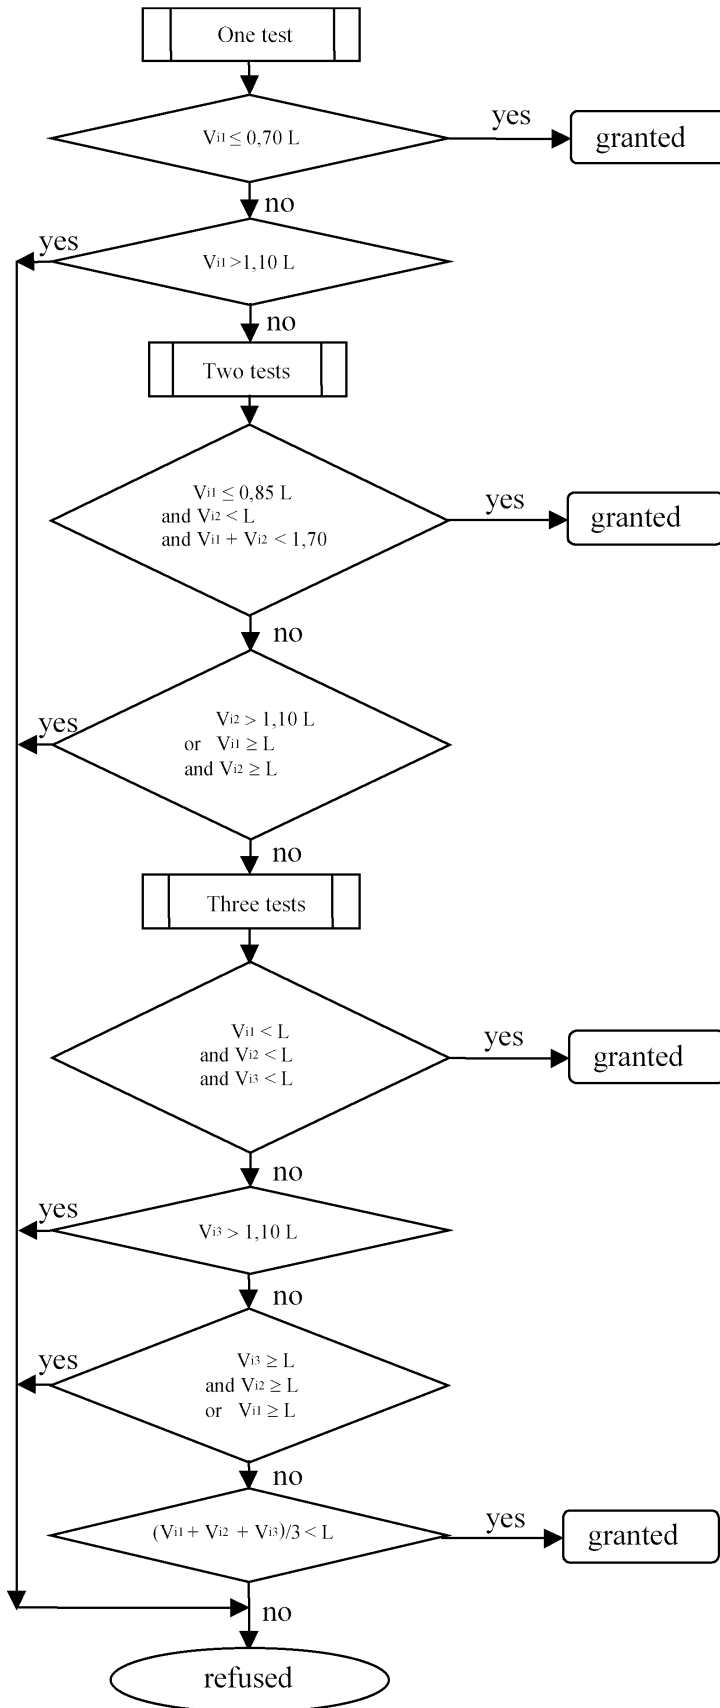 One test
Vi1 ≤ 0,70 L
yes
granted
no
yes
Vi1 >1,10 L
no
Two tests
Vi1 ≤ 0,85 L
and Vi2 < L
and Vi1 + Vi2 < 1,70
yes
granted
no
yes
Vi2 > 1,10 L
or Vi1 ≥ L
and Vi2 ≥ L
no
Three tests
Vi1 < L
and Vi2 < L
and Vi3 < L
yes
granted
no
yes
Vi3 > 1,10 L
no
yes
Vi3 ≥ L
and Vi2 ≥ L
or Vi1 ≥ L
no
(Vi1 + Vi2 + Vi3)/3 < L
yes
granted
no
refused